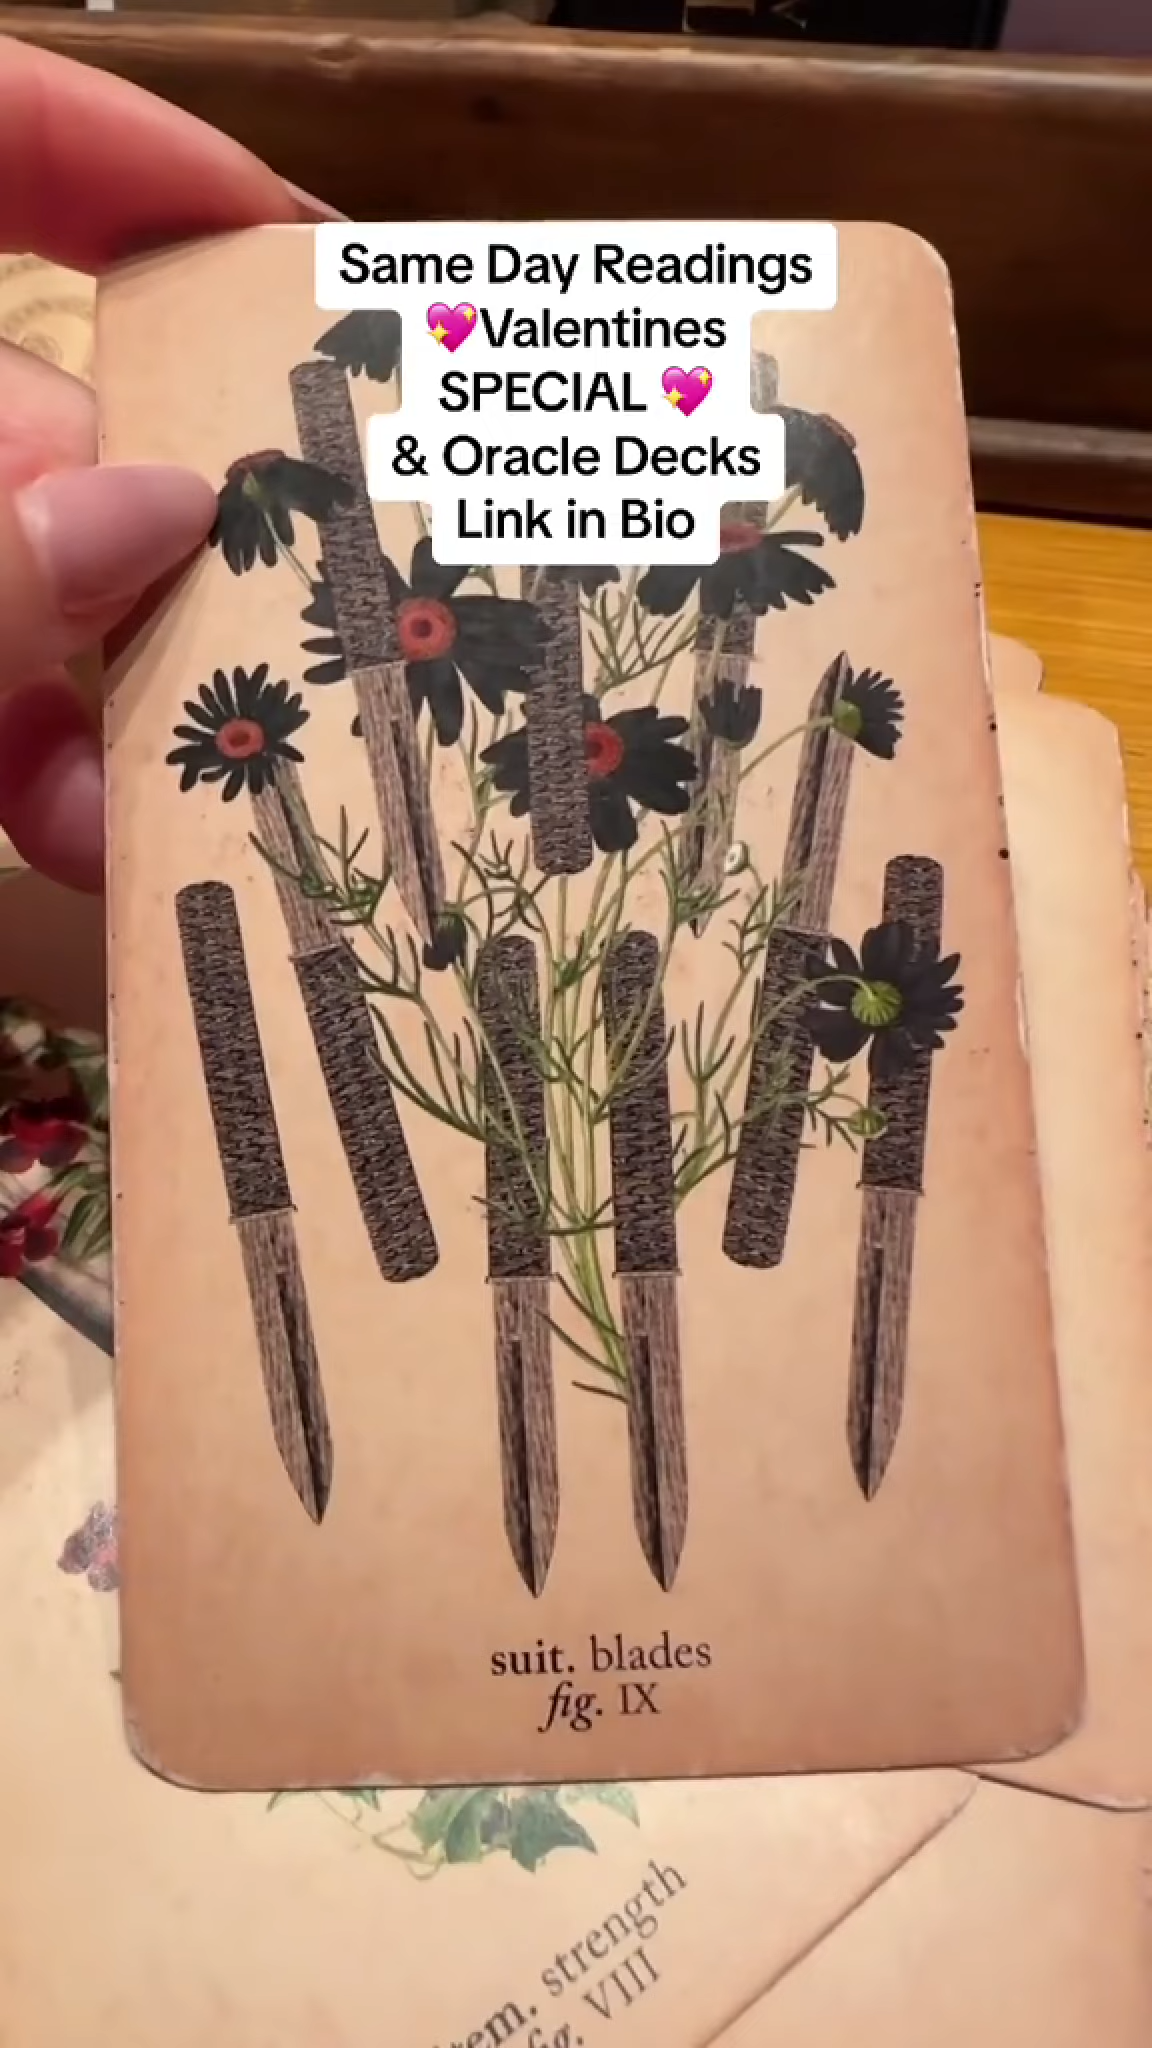 Same Day Readings
💖Valentines
SPECIAL 💖
& Oracle Decks
Link in Bio
suit. blades
fig. IX
strength
fig. VIII